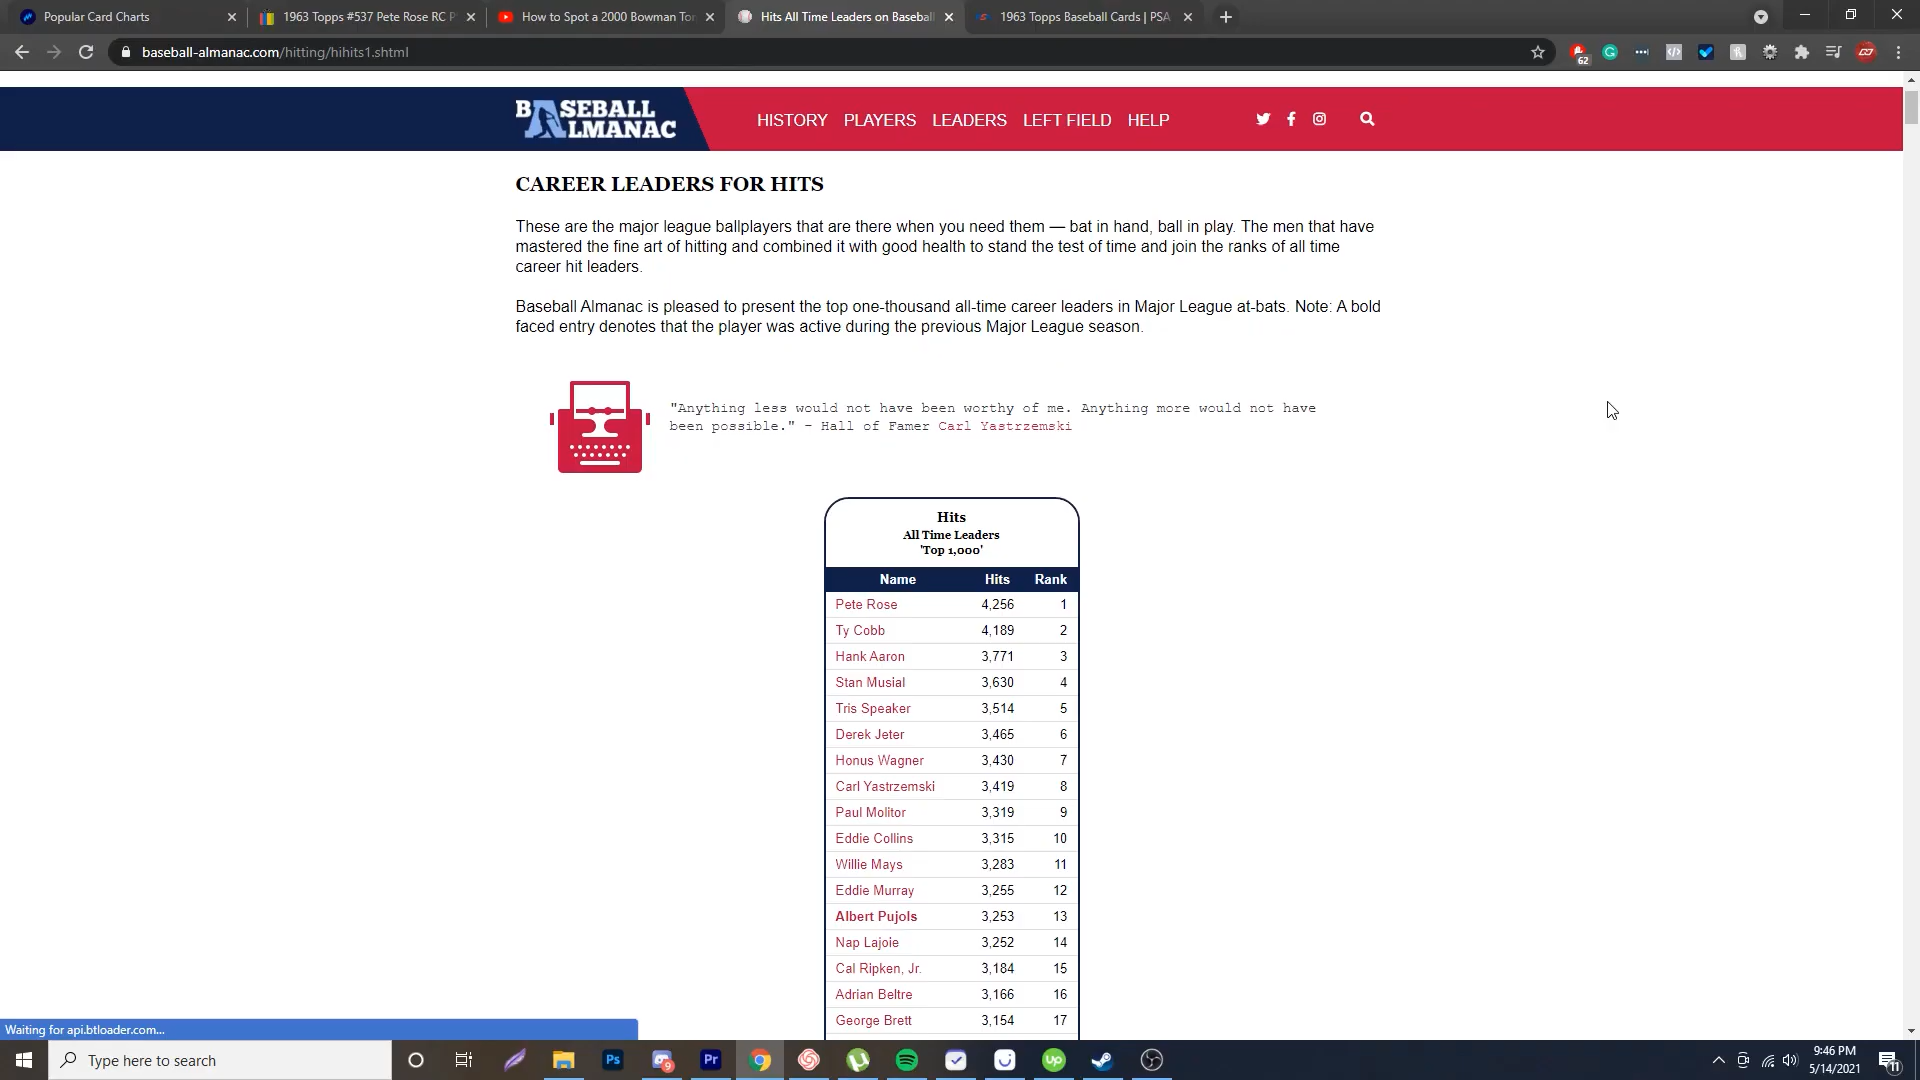 Popular Card Charts
1963 Topps #537 Pete Rose RC P
How to Spot a 2000 Bowman Tor
Hits All Time Leaders on Baseball
1963 Topps Baseball Cards | PSA
baseball-almanac.com/hitting/hihits1.shtml
62
BASEBALL
ALMANAC
HISTORY PLAYERS LEADERS LEFT FIELD HELP
CAREER LEADERS FOR HITS
These are the major league ballplayers that are there when you need them — bat in hand, ball in play. The men that have
mastered the fine art of hitting and combined it with good health to stand the test of time and join the ranks of all time
career hit leaders.
Baseball Almanac is pleased to present the top one-thousand all-time career leaders in Major League at-bats. Note: A bold
faced entry denotes that the player was active during the previous Major League season.
"Anything less would not have been worthy of me. Anything more would not have
been possible." - Hall of Famer Carl Yastrzemski
Hits
All Time Leaders
'Top 1,000'
Name Hits Rank
Pete Rose 4,256 1
Ty Cobb 4,189 2
Hank Aaron 3,771 3
Stan Musial 3,630 4
Tris Speaker 3,514 5
Derek Jeter 3,465 6
Honus Wagner 3,430 7
Carl Yastrzemski 3,419 8
Paul Molitor 3,319 9
Eddie Collins 3,315 10
Willie Mays 3,283 11
Eddie Murray 3,255 12
Albert Pujols 3,253 13
Nap Lajoie 3,252 14
Cal Ripken, Jr. 3,184 15
Adrian Beltre 3,166 16
George Brett 3,154 17
Waiting for api.btloader.com...
Type here to search
Ps
9
Pr
up
9:46 PM
5/14/2021
11